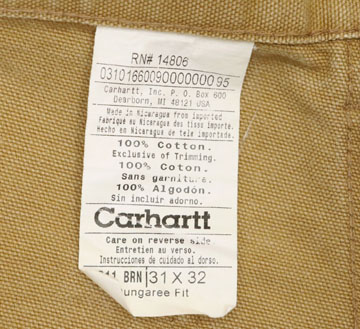 RN# 14806
03101660090000000095
Carhartt, Inc. P. O. Box 600
Dearborn, MI 48121 USA
Made in Nicaragua from imported
Fabriqué au Nicaragua des tissu importe.
Hecho en Nicaragua de tela importada.
100% Cotton.
Exclusive of Trimming.
100% Coton.
Sans garniture.
100% Algodón.
Sin incluir adorno.
Carhartt
Care on reverse side
Entretien au verso.
Instrucciones de cuidado al dorso.
BRN 31 X 32
Fit